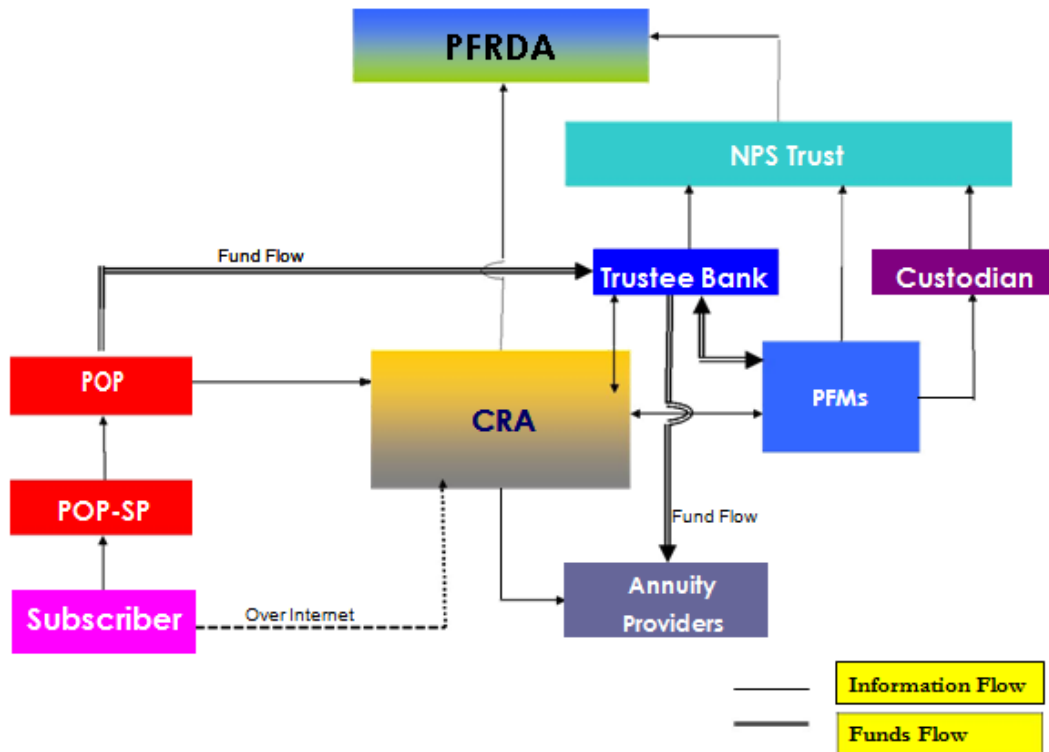 PFRDA
NPS Trust
Fund Flow
Trustee Bank
Custodian
POP
CRA
PFMs
POP-SP
Fund Flow
Subscriber
Over Internet
Annuity
Providers
Information Flow
Funds Flow